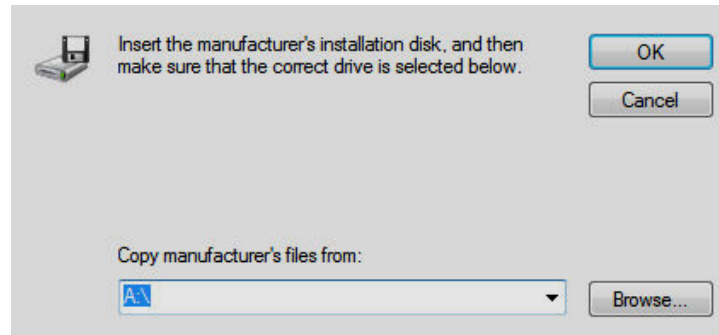 Insert the manufacturer's installation disk, and then
make sure that the correct drive is selected below.
OK
Cancel
Copy manufacturer's files from:
A:\
Browse...